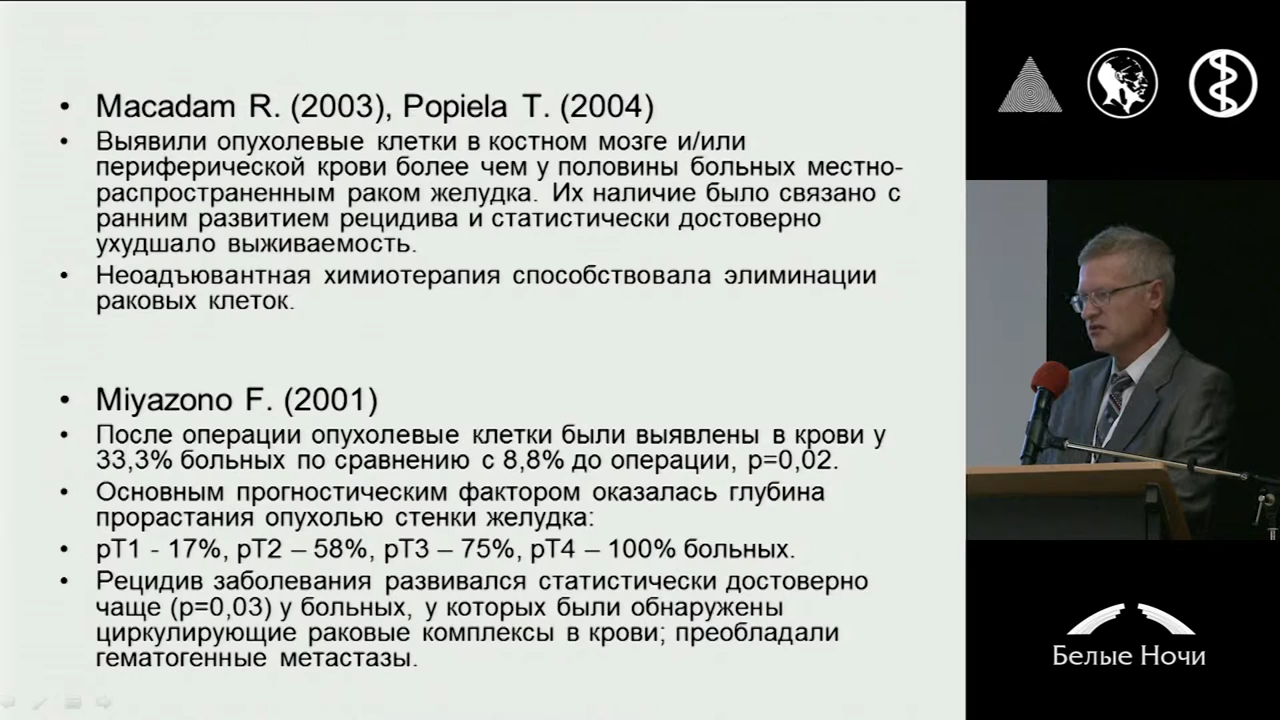 • Macadam R. (2003), Popiela T. (2004)
• Выявили опухолевые клетки в костном мозге и/или
периферической крови более чем у половины больных местно-
распространенным раком желудка. Их наличие было связано с
ранним развитием рецидива и статистически достоверно
ухудшало выживаемость.
• Неоадъювантная химиотерапия способствовала элиминации
раковых клеток.
• Miyazono F. (2001)
• После операции опухолевые клетки были выявлены в крови у
33,3% больных по сравнению с 8,8% до операции, p=0,02.
• Основным прогностическим фактором оказалась глубина
прорастания опухолью стенки желудка:
• pT1 - 17%, pT2 – 58%, pT3 – 75%, pT4 – 100% больных.
• Рецидив заболевания развивался статистически достоверно
чаще (p=0,03) у больных, у которых были обнаружены
циркулирующие раковые комплексы в крови; преобладали
гематогенные метастазы.
Белые Ночи